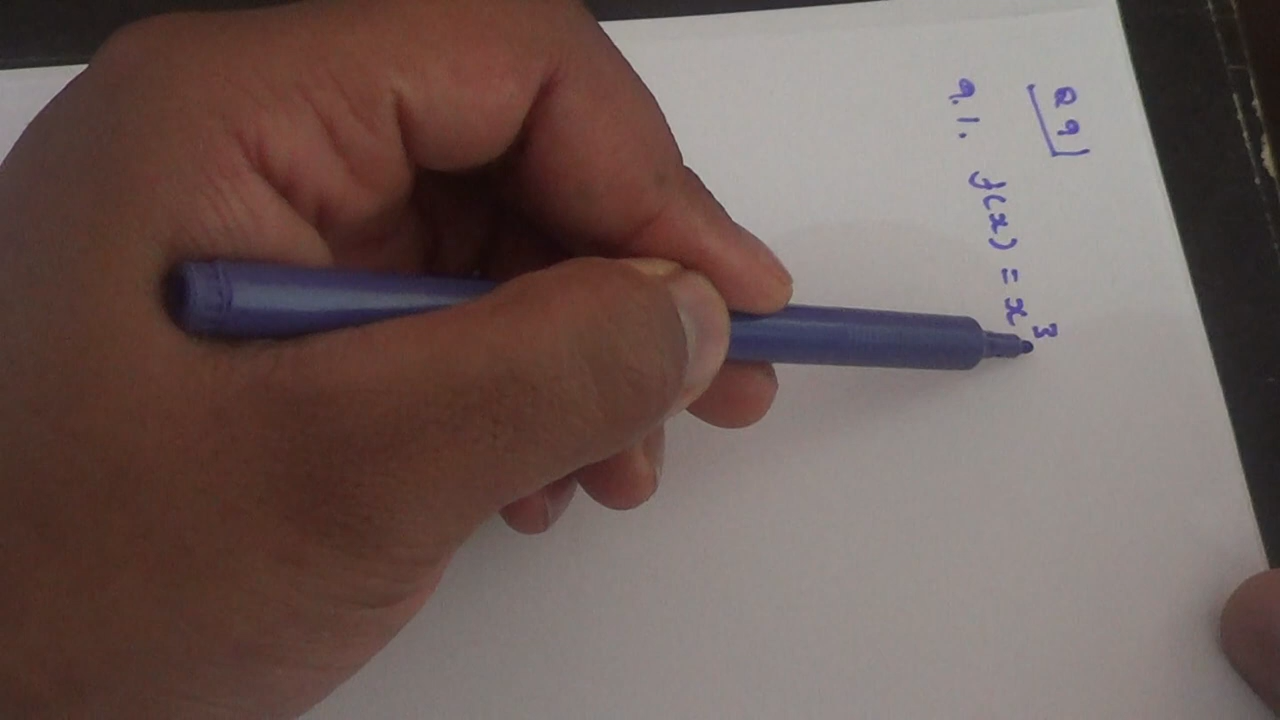 Q9
9.1. f(x) = x³